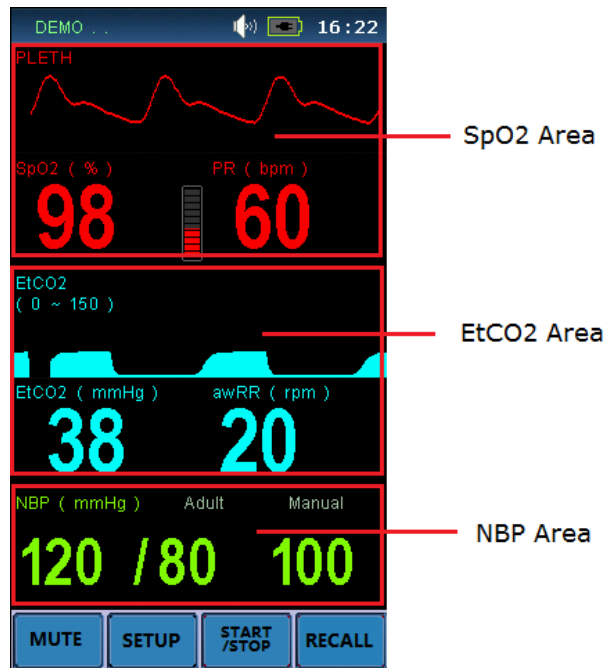 DEMO . . 16:22
PLETH
SpO2 Area
SpO2 ( % ) PR ( bpm )
98 60
EtCO2
( 0 ~ 150 )
EtCO2 Area
EtCO2 ( mmHg ) awRR ( rpm )
38 20
NBP ( mmHg ) Adult Manual
NBP Area
120 / 80 100
MUTE SETUP START /STOP RECALL